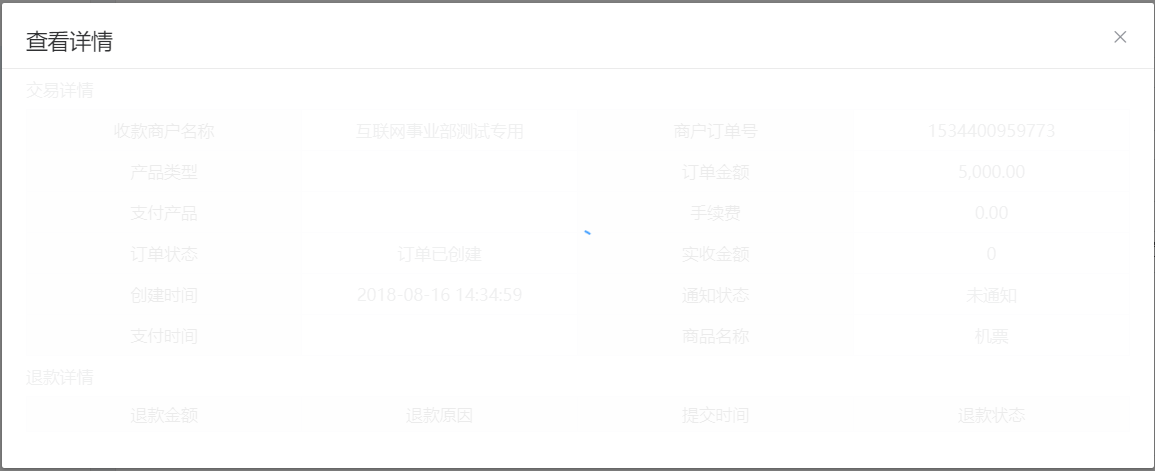 查看详情
交易详情
收款商户名称 互联网事业部测试专用 商户订单号 1534400959773
产品类型 订单金额 5,000.00
支付产品 手续费 0.00
订单状态 订单已创建 实收金额 0
创建时间 2018-08-16 14:34:59 通知状态 未通知
支付时间 商品名称 机票
退款详情
退款金额 退款原因 提交时间 退款状态